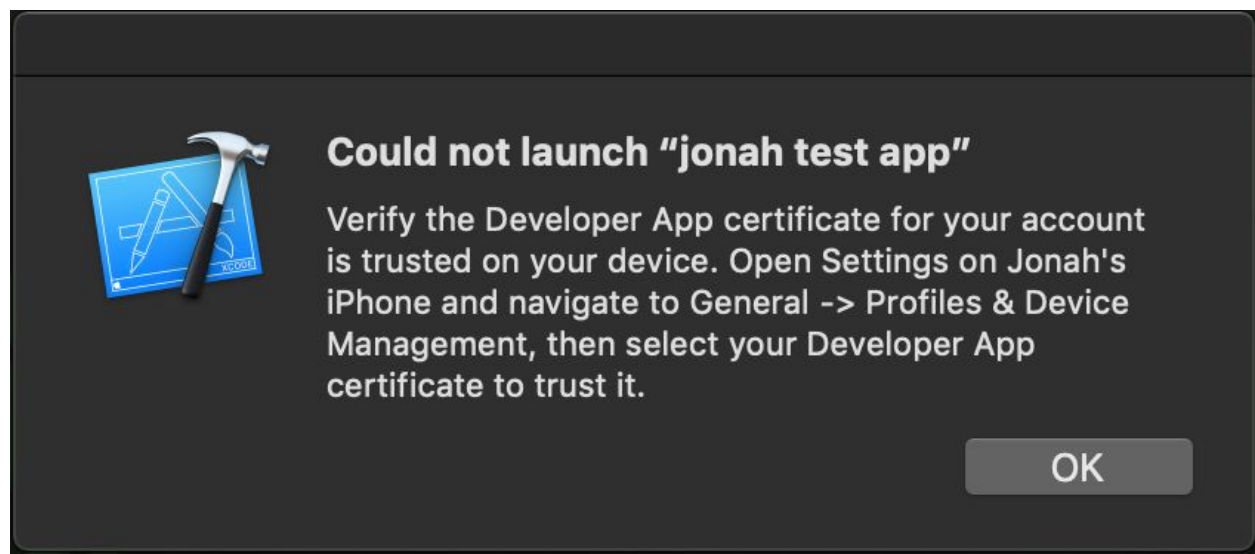 Could not launch “jonah test app”
Verify the Developer App certificate for your account
is trusted on your device. Open Settings on Jonah's
iPhone and navigate to General -> Profiles & Device
Management, then select your Developer App
certificate to trust it.
XCODE
OK